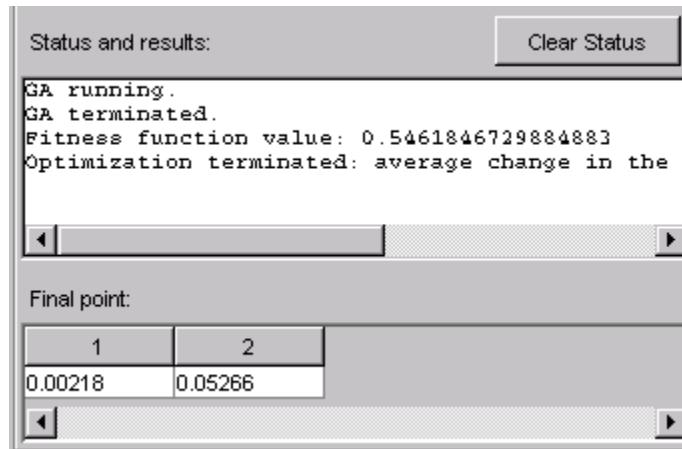 Status and results:
Clear Status
GA running.
GA terminated.
Fitness function value: 0.5461846729884883
Optimization terminated: average change in the
Final point:
1 2
0.00218 0.05266